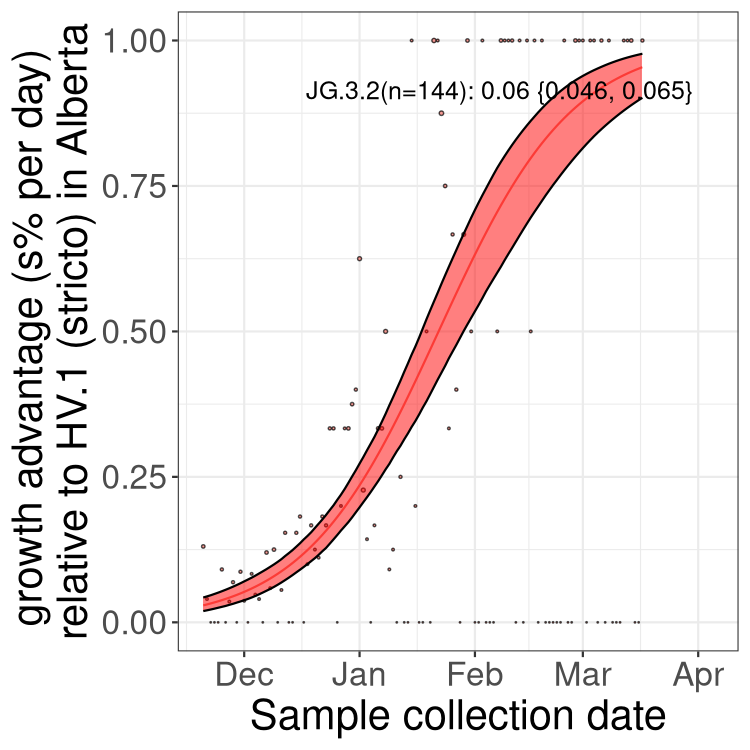 growth advantage (s% per day)
relative to HV.1 (stricto) in Alberta
1.00
0.75
0.50
0.25
0.00
JG.3.2(n=144): 0.06 {0.046, 0.065}
Dec Jan Feb Mar Apr
Sample collection date